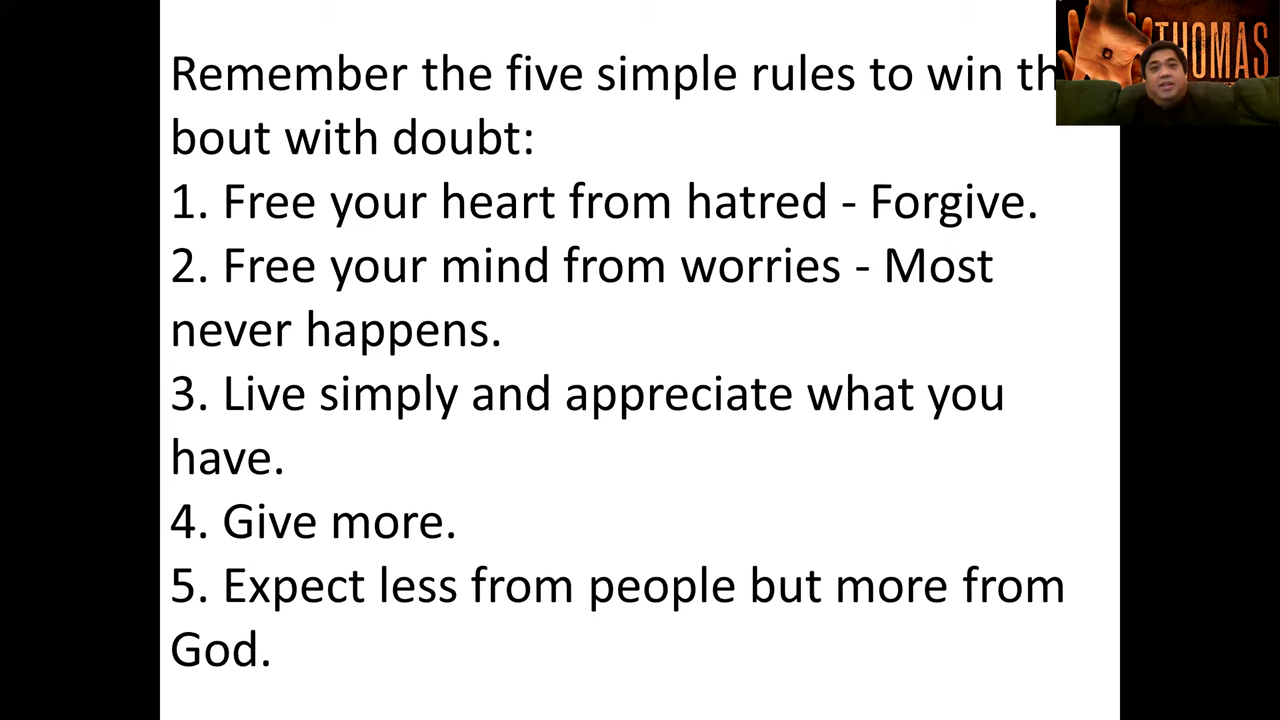 Remember the five simple rules to win th
bout with doubt:
1. Free your heart from hatred - Forgive.
2. Free your mind from worries - Most
never happens.
3. Live simply and appreciate what you
have.
4. Give more.
5. Expect less from people but more from
God.
THOMAS